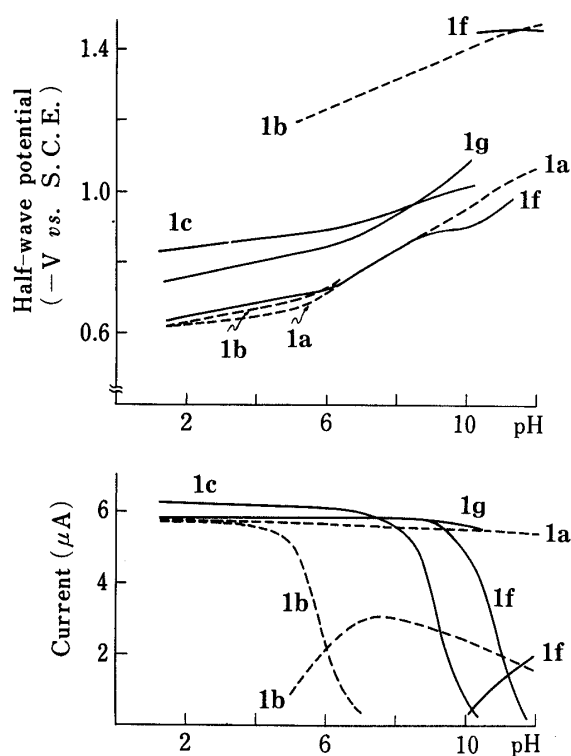 Half-wave potential
(−V vs. S.C.E.)
1.4
1.0
0.6
1f
1b
1g
1a
1f
1c
1b
1a
2
6
10
pH
Current (μA)
6
4
2
1c
1g
1a
1b
1f
1b
1f
2
6
10
pH